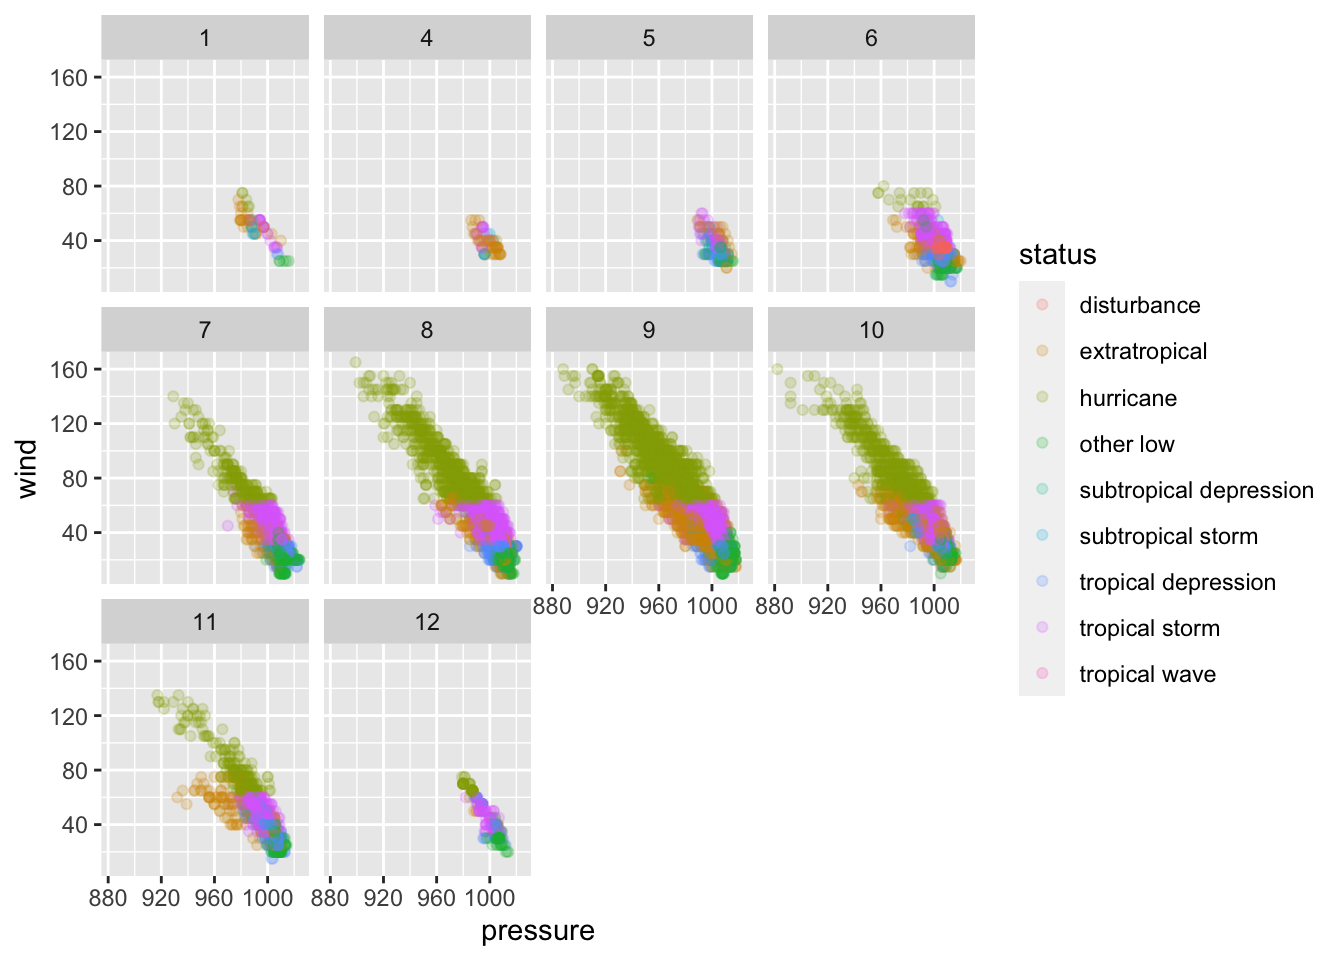 1 4 5 6
160
120
80
40
7 8 9 10
160
120
80
40
880 920 960 1000 880 920 960 1000
11 12
160
120
80
40
880 920 960 1000 880 920 960 1000
pressure
wind
status
disturbance
extratropical
hurricane
other low
subtropical depression
subtropical storm
tropical depression
tropical storm
tropical wave